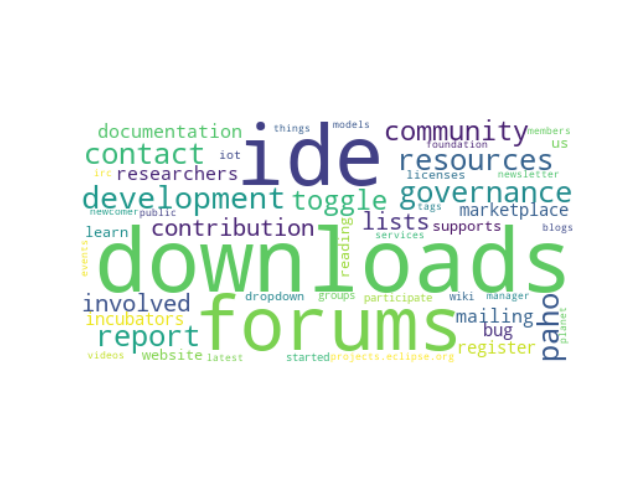 documentation
things
models
community
members
contact
iot
ide
foundation
us
irc
researchers
resources
licenses
newsletter
development
toggle
governance
newcomer
public
tags
marketplace
contribution
lists
supports
blogs
learn
reading
services
events
downloads
involved
dropdown
groups
participate
wiki
manager
paho
planet
incubators
forums
mailing
report
bug
register
videos
website
latest
started
projects.eclipse.org